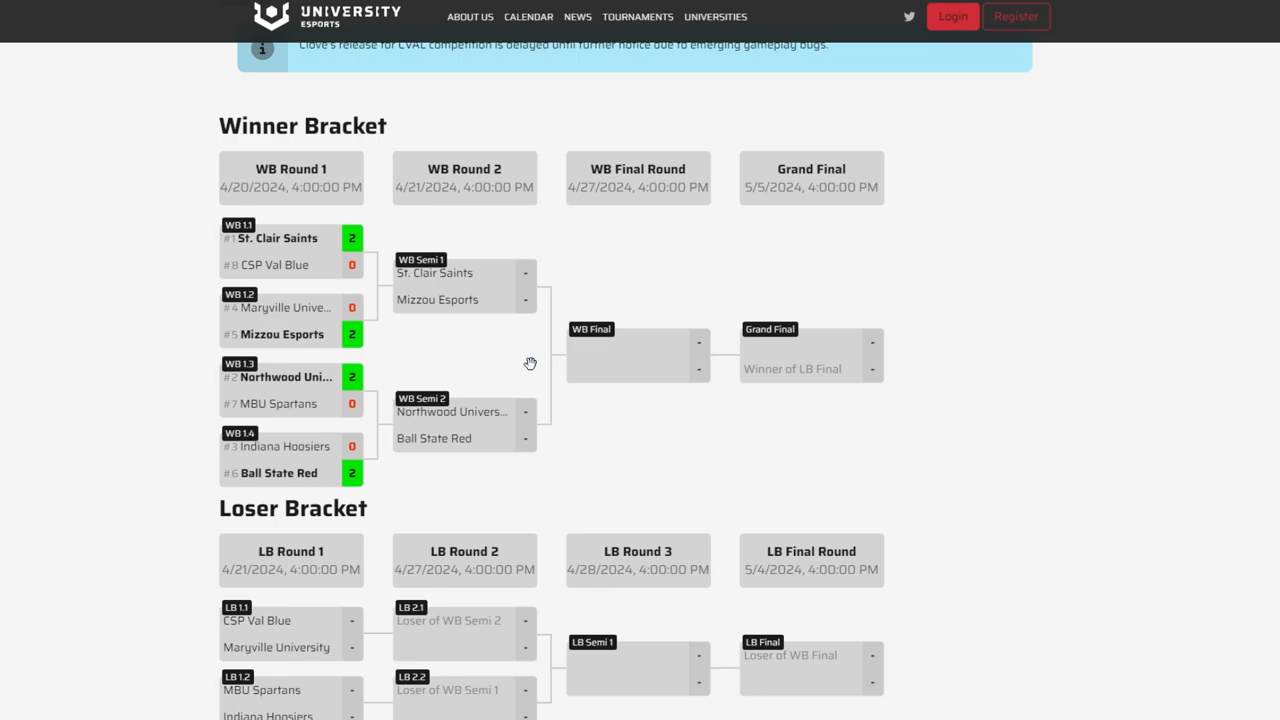 UNIVERSITY
ESPORTS
ABOUT US
CALENDAR
NEWS
TOURNAMENTS
UNIVERSITIES
Login
Register
Clove's release for CVAL competition is delayed until further notice due to emerging gameplay bugs.
Winner Bracket
WB Round 1
4/20/2024, 4:00:00 PM
WB Round 2
4/21/2024, 4:00:00 PM
WB Final Round
4/27/2024, 4:00:00 PM
Grand Final
5/5/2024, 4:00:00 PM
WB 1.1
#1 St. Clair Saints 2
#8 CSP Val Blue 0
WB 1.2
#4 Maryville Unive... 0
#5 Mizzou Esports 2
WB 1.3
#2 Northwood Uni... 2
#7 MBU Spartans 0
WB 1.4
#3 Indiana Hoosiers 0
#6 Ball State Red 2
WB Semi 1
St. Clair Saints -
Mizzou Esports -
WB Semi 2
Northwood Univers... -
Ball State Red -
WB Final
-
-
Grand Final
-
Winner of LB Final -
Loser Bracket
LB Round 1
4/21/2024, 4:00:00 PM
LB Round 2
4/27/2024, 4:00:00 PM
LB Round 3
4/28/2024, 4:00:00 PM
LB Final Round
5/4/2024, 4:00:00 PM
LB 1.1
CSP Val Blue -
Maryville University -
LB 1.2
MBU Spartans -
Indiana Hoosiers -
LB 2.1
Loser of WB Semi 2 -
-
LB 2.2
Loser of WB Semi 1 -
-
LB Semi 1
-
-
LB Final
Loser of WB Final -
-